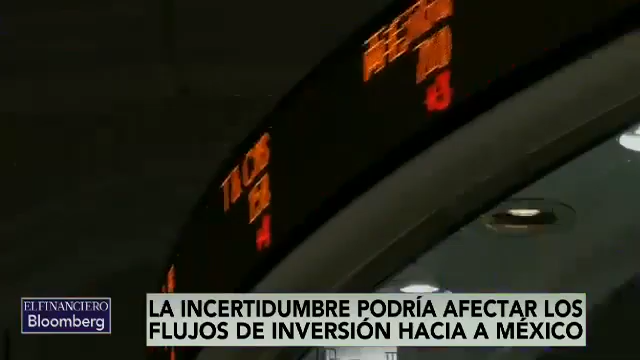 EL FINANCIERO
Bloomberg
LA INCERTIDUMBRE PODRÍA AFECTAR LOS
FLUJOS DE INVERSIÓN HACIA A MÉXICO